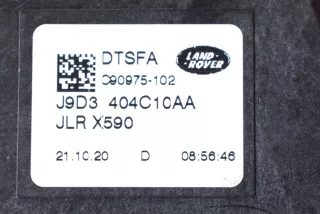 DTSFA
LAND-
-ROVER
C90975-102
J9D3 404C10AA
JLR X590
21.10.20 D 08:56:46